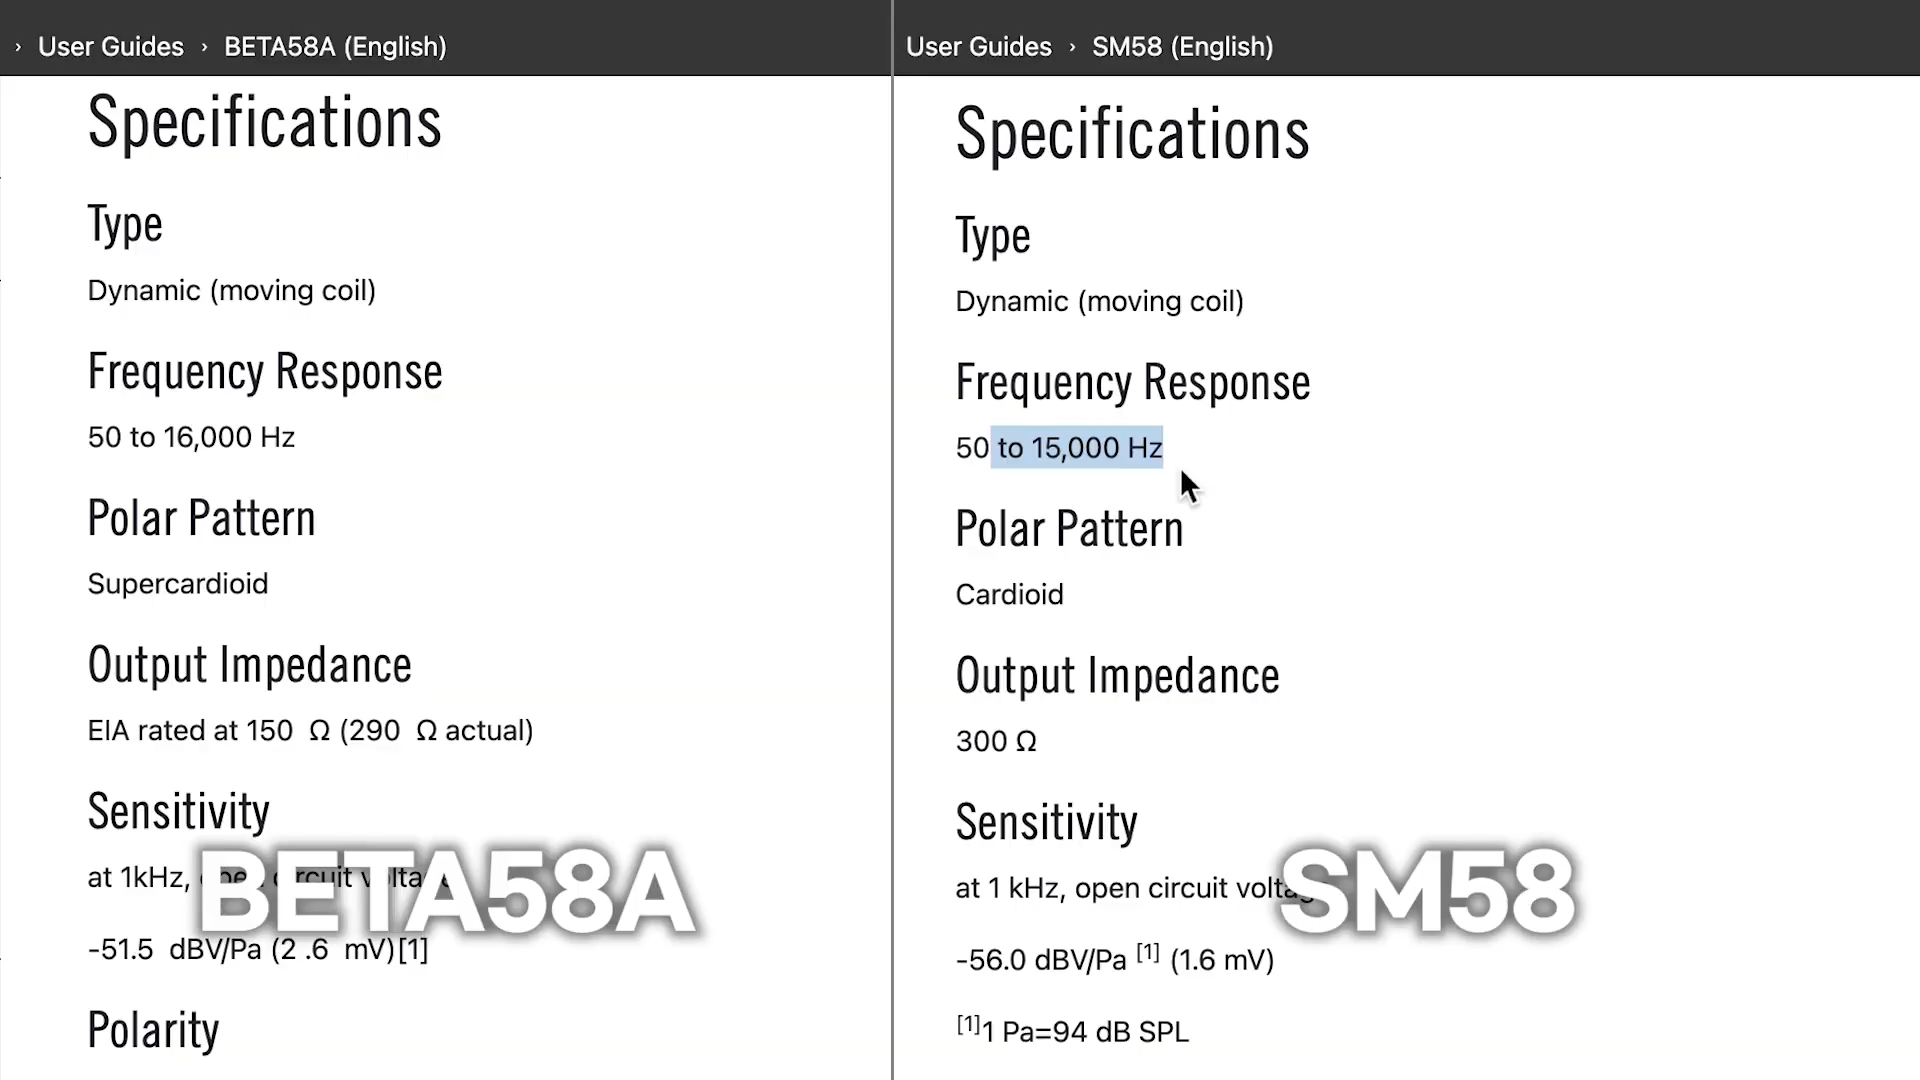 › User Guides › BETA58A (English)
Specifications
Type
Dynamic (moving coil)
Frequency Response
50 to 16,000 Hz
Polar Pattern
Supercardioid
Output Impedance
EIA rated at 150 Ω (290 Ω actual)
Sensitivity
at 1kHz, open circuit voltage
BETA58A
-51.5 dBV/Pa (2 .6 mV)[1]
Polarity
User Guides › SM58 (English)
Specifications
Type
Dynamic (moving coil)
Frequency Response
50 to 15,000 Hz
Polar Pattern
Cardioid
Output Impedance
300 Ω
Sensitivity
at 1 kHz, open circuit voltage
SM58
-56.0 dBV/Pa [1] (1.6 mV)
[1]1 Pa=94 dB SPL